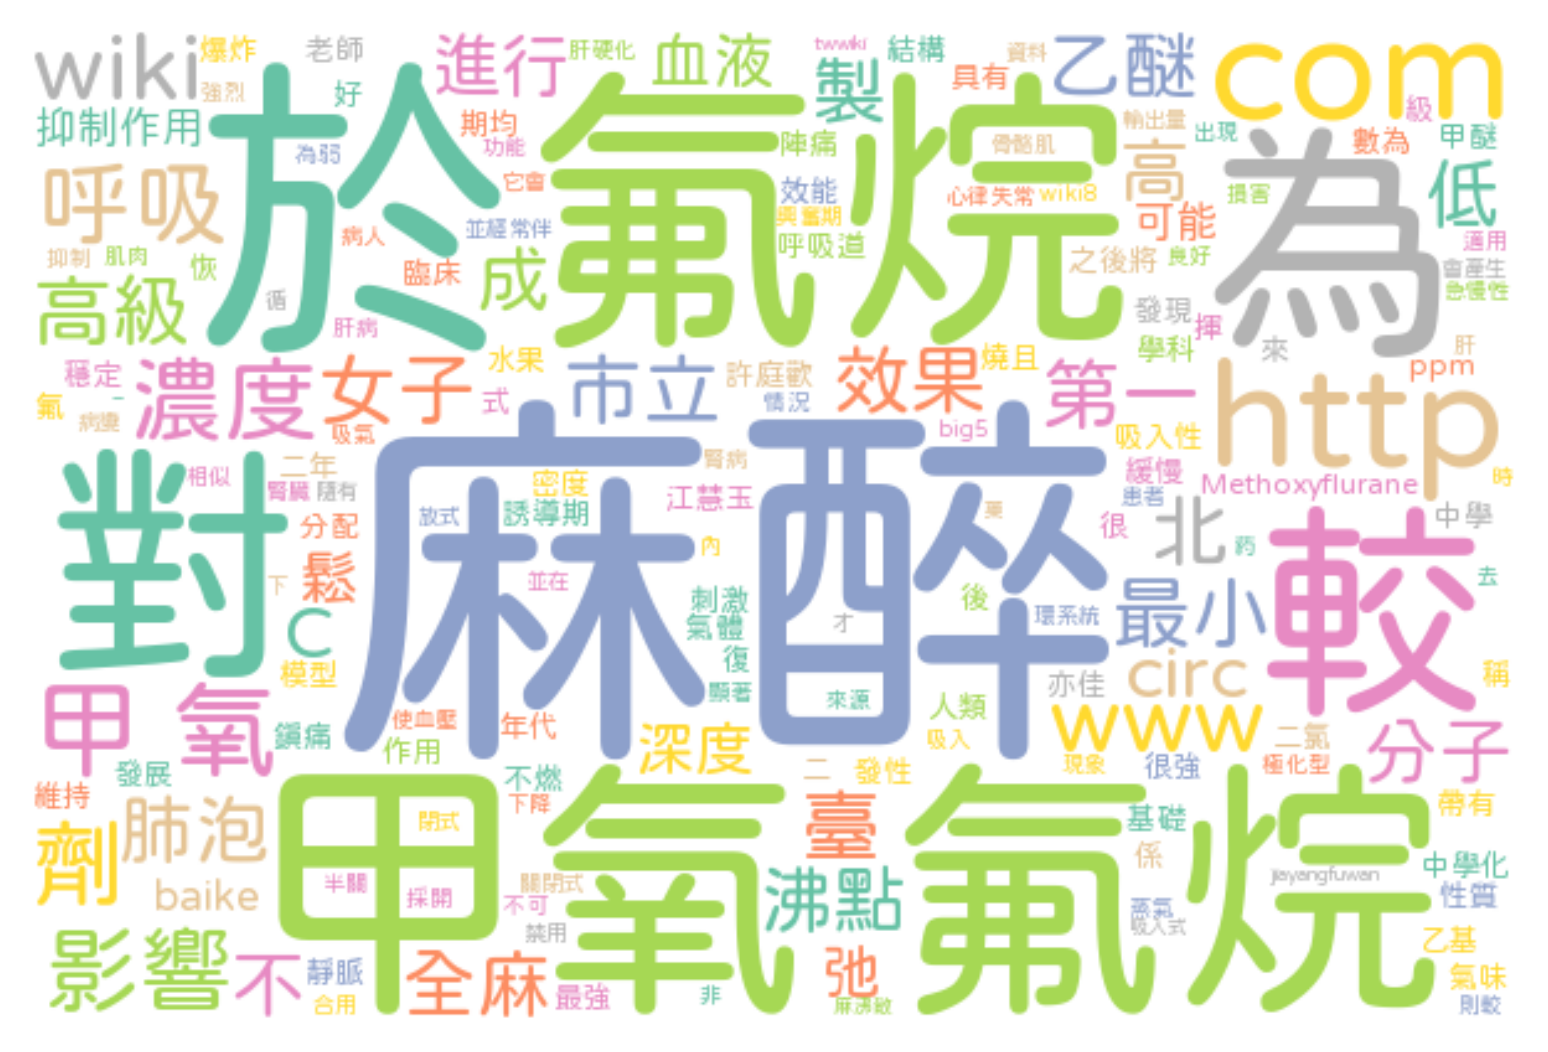 wiki 爆炸 老師 進行 肝硬化 血液 twwiki 結構 資料 乙醚 com
強烈 好 製 具有 級
抑制作用 於 氟烷 期均 陣痛 骨骼肌 輸出量 出現 為 數為 甲醚
呼吸 為弱 功能 高
它會 效能 心律失常 wiki8 損害 低
病人 並經常伴 興奮期 可能
抑制 肌肉 恢 臨床 成 呼吸道 之後將 良好 適用
會產生
高級 循 肝病 發現 揮 急慢性
學科 來 肝
穩定 濃度 女子 水果 市立 許庭歡 效果 燒且 第一 http ppm
氟 式 情況
病變 吸氣 big5 吸入性
對 相似 二年 麻醉 腎病 緩慢 Methoxyflurane 時
腎臟 隨有 密度 江慧玉 患者
分配 放式 誘導期 很 北 中學
鬆 內 药 較 去
下 並在 刺激 後 環系統 最小
C 氣體 才
模型 復 亦佳 circ 稱
甲 氧 顯著 來源 人類
鎮痛 使血壓 年代 深度 吸入 www 二氯 分子
發展 作用 不燃 二 發性 現象 很強 極化型
維持 肺泡 甲氧氟烷 下降 臺 基礎 帶有
劑 閉式 係 中學化
baike 半關 採開 關閉式 沸點 jiayangfuwan 性質
不可 蒸氣
影響 不 靜脈 全麻 禁用 弛 吸入式 乙基
合用 最強 非 氣味
則較